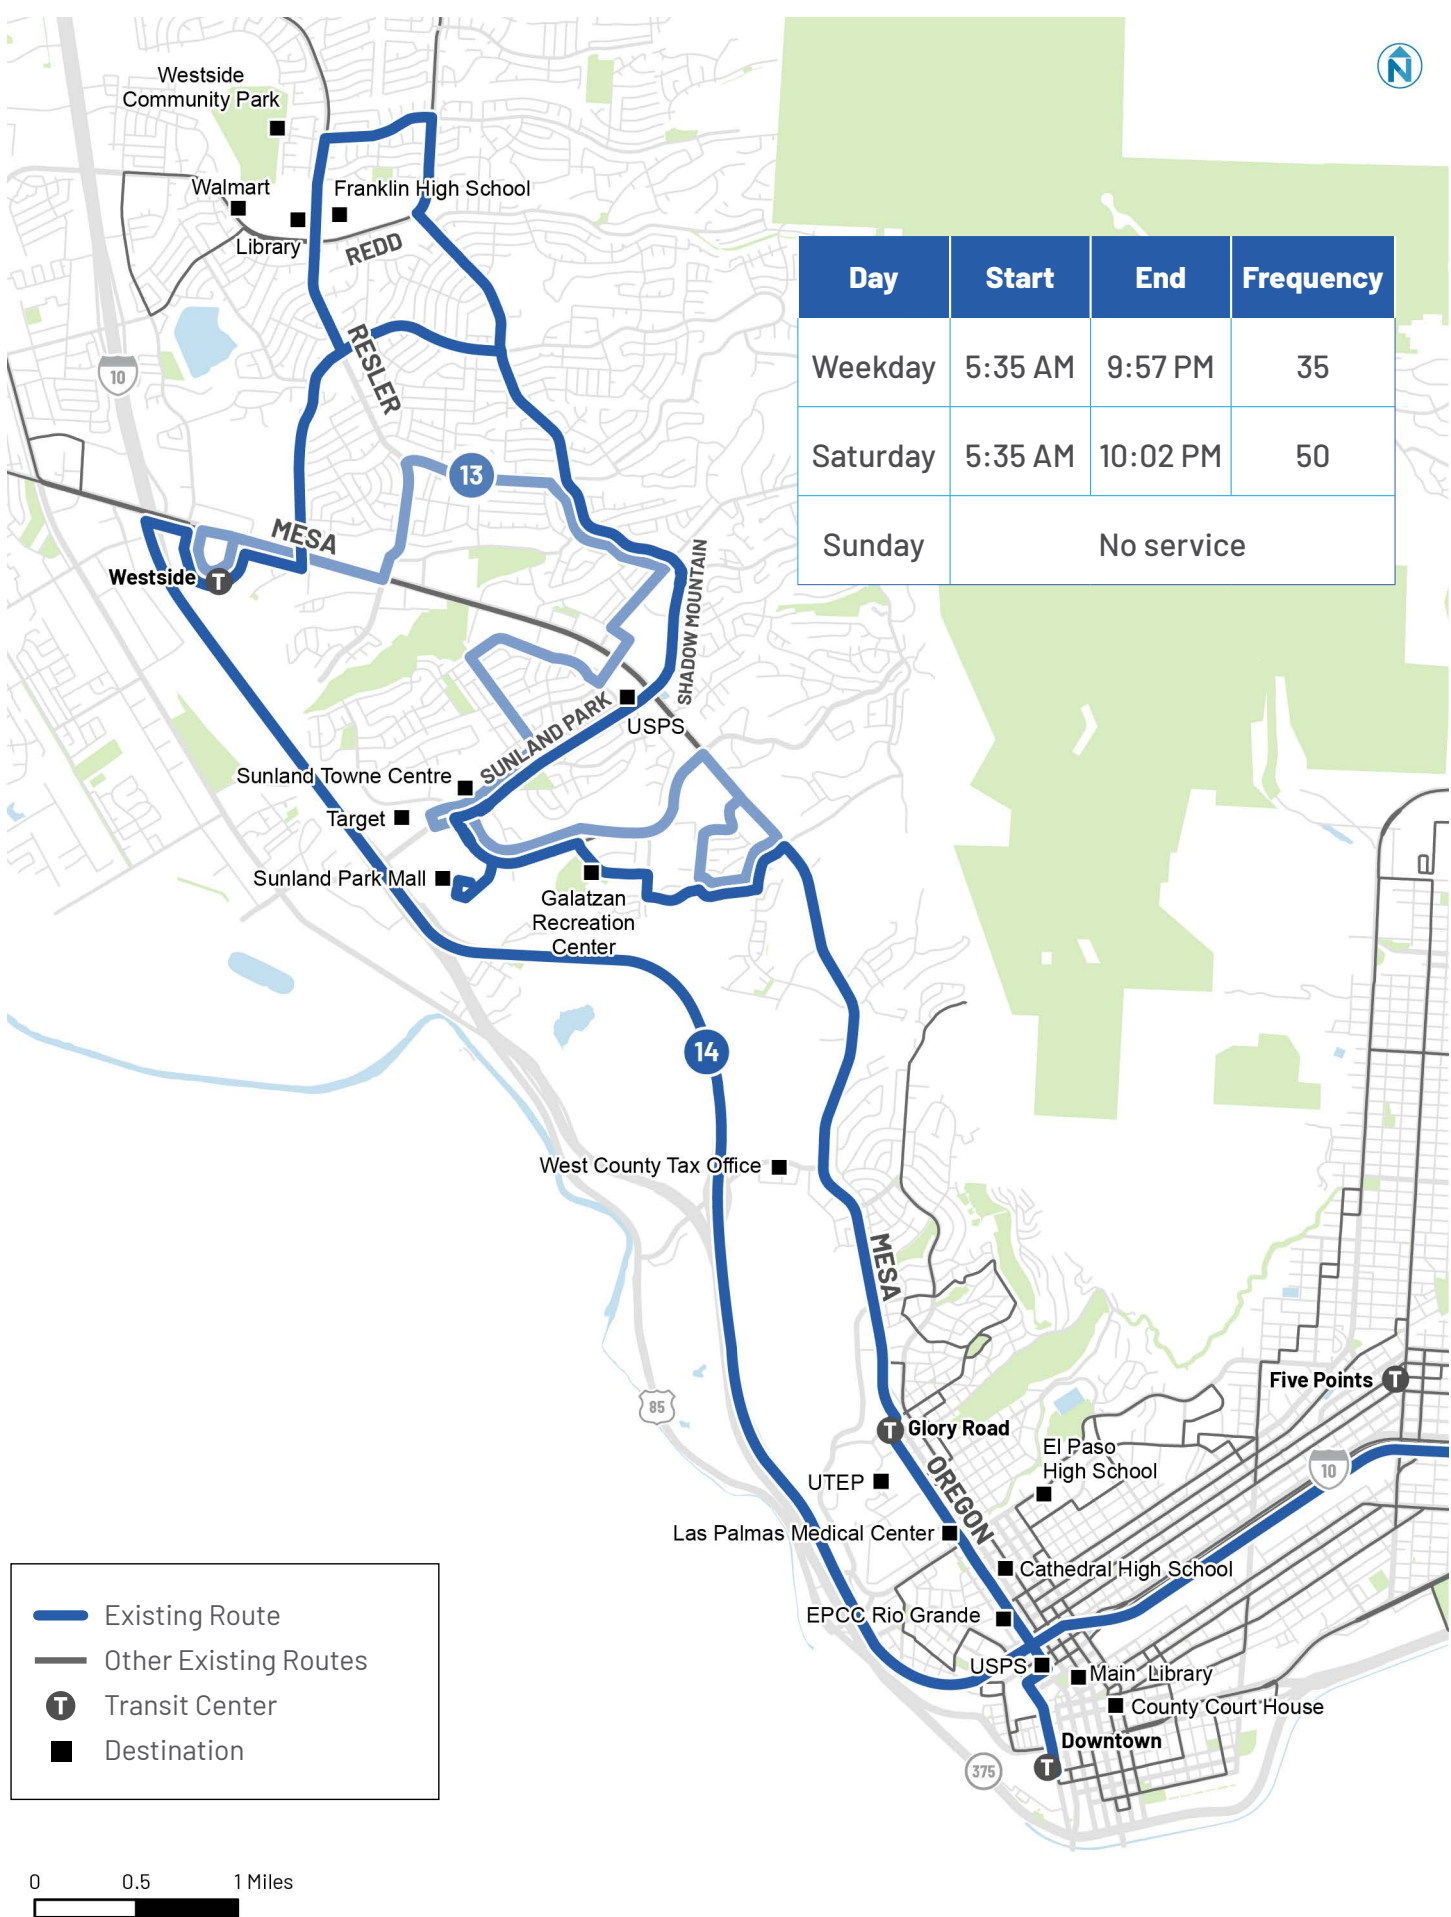 N
Westside
Community Park
Walmart
Franklin High School
Library
REDD
Day Start End Frequency
Weekday 5:35 AM 9:57 PM 35
Saturday 5:35 AM 10:02 PM 50
Sunday No service
10
RESLER
13
MESA
Westside T
SHADOW MOUNTAIN
SUNLAND PARK
USPS
Sunland Towne Centre
Target
Sunland Park Mall
Galatzan
Recreation
Center
14
West County Tax Office
MESA
85
Five Points T
T Glory Road
El Paso
High School
10
OREGON
UTEP
Las Palmas Medical Center
Cathedral High School
EPCC Rio Grande
USPS
Main Library
County Court House
Downtown
T
375
Existing Route
Other Existing Routes
T Transit Center
Destination
0 0.5 1 Miles